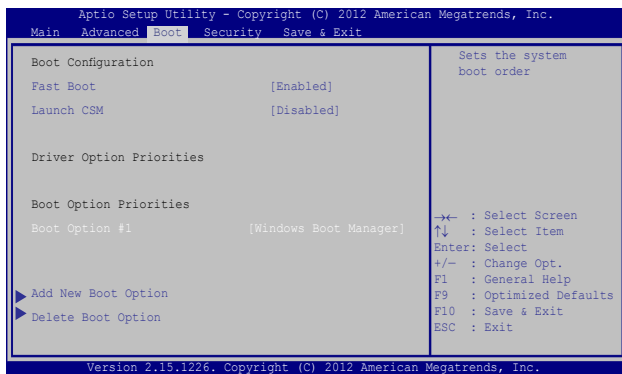 Aptio Setup Utility - Copyright (C) 2012 American Megatrends, Inc.
Main Advanced Boot Security Save & Exit
Boot Configuration
Fast Boot [Enabled]
Launch CSM [Disabled]
Driver Option Priorities
Boot Option Priorities
Boot Option #1 [Windows Boot Manager]
Add New Boot Option
Delete Boot Option
Sets the system
boot order
→← : Select Screen
↑↓ : Select Item
Enter: Select
+/— : Change Opt.
F1 : General Help
F9 : Optimized Defaults
F10 : Save & Exit
ESC : Exit
Version 2.15.1226. Copyright (C) 2012 American Megatrends, Inc.